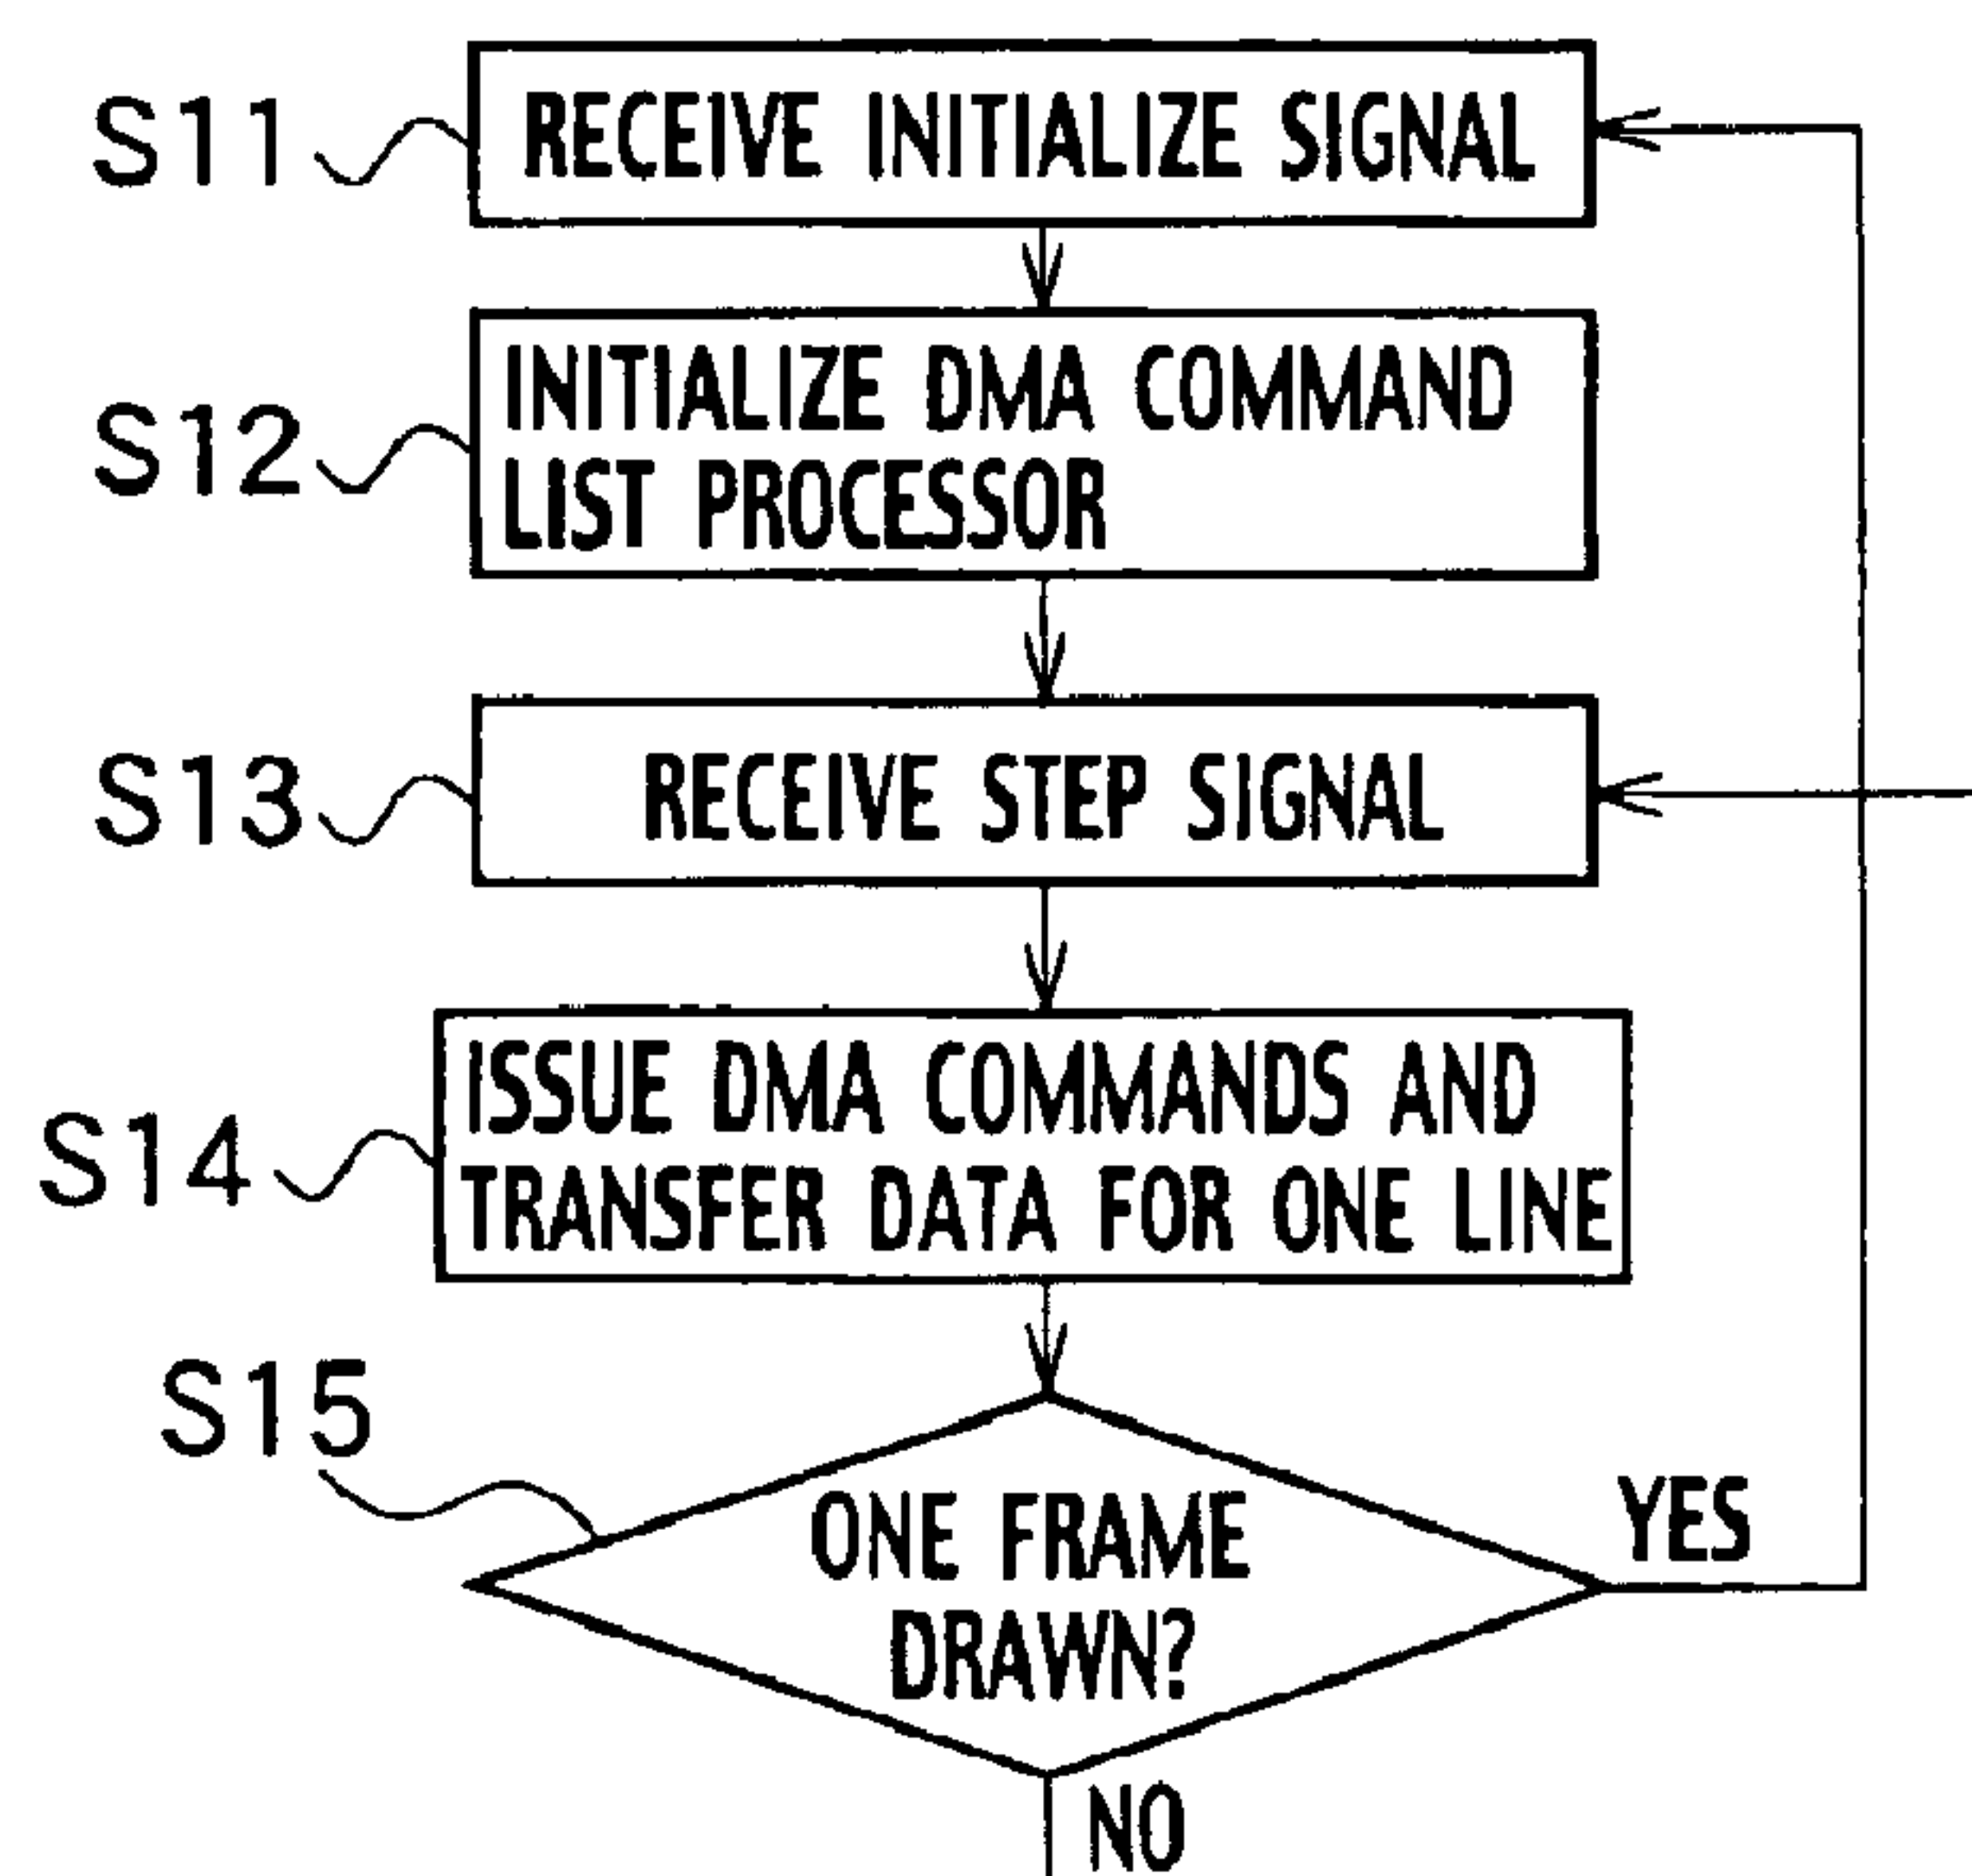 S11
RECEIVE INITIALIZE SIGNAL
S12
INITIALIZE DMA COMMAND
LIST PROCESSOR
S13
RECEIVE STEP SIGNAL
S14
ISSUE DMA COMMANDS AND
TRANSFER DATA FOR ONE LINE
S15
ONE FRAME
DRAWN?
YES
NO